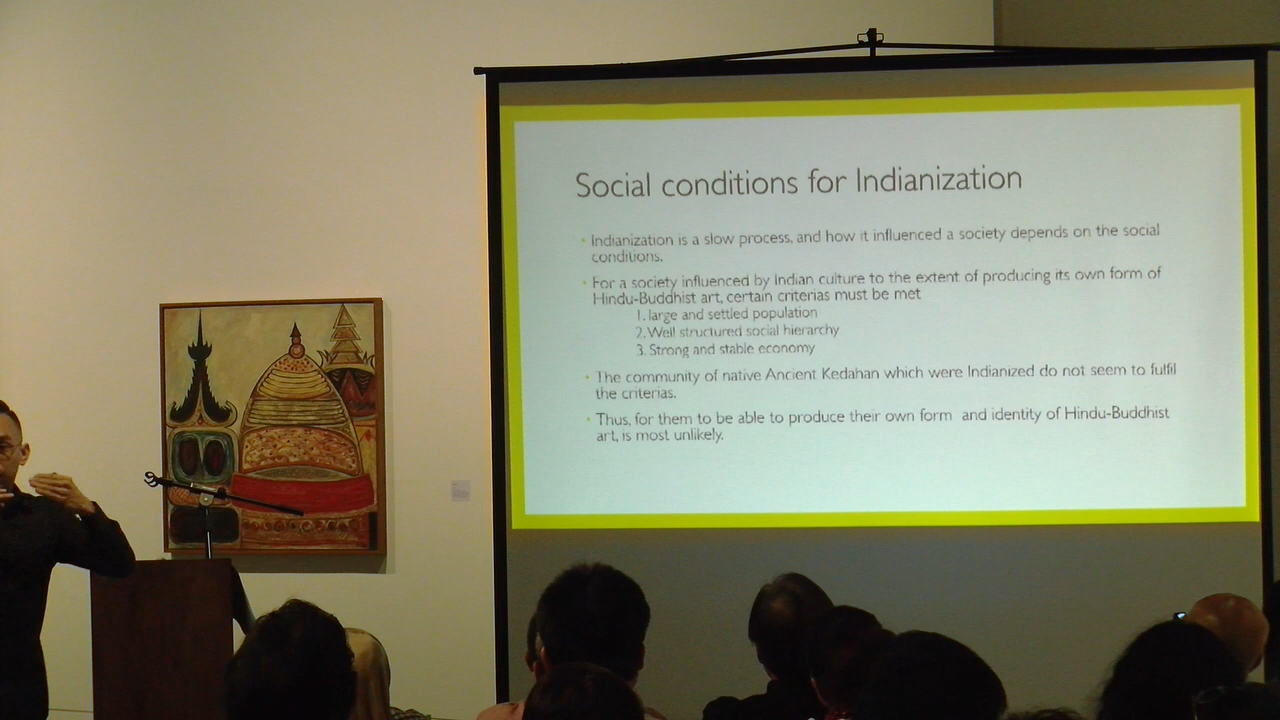 Social conditions for Indianization
• Indianization is a slow process, and how it influenced a society depends on the social
conditions.
• For a society influenced by Indian culture to the extent of producing its own form of
Hindu-Buddhist art, certain criterias must be met
1. large and settled population
2. Well structured social hierarchy
3. Strong and stable economy
• The community of native Ancient Kedahan which were Indianized do not seem to fulfil
the criterias.
• Thus, for them to be able to produce their own form and identity of Hindu-Buddhist
art, is most unlikely.